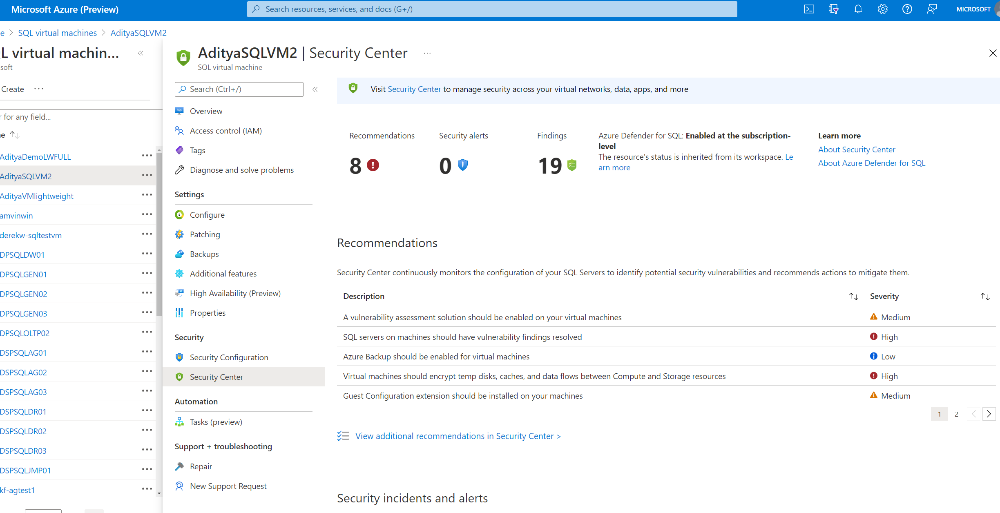 Microsoft Azure (Preview)
Search resources, services, and docs (G+/)
MICROSOFT
e > SQL virtual machines > AdityaSQLVM2
L virtual machin... «
soft
Create ...
for any field...
e ↑↓
AdityaDemoLWFULL ...
AdityaSQLVM2 ...
AdityaVMlightweight ...
amvinwin ...
derekw-sqltestvm ...
DPSQLDW01 ...
DPSQLGEN01 ...
DPSQLGEN02 ...
DPSQLGEN03 ...
DPSQLOLTP02 ...
DSPSQLAG01 ...
DSPSQLAG02 ...
DSPSQLAG03 ...
DSPSQLDR01 ...
DSPSQLDR02 ...
DSPSQLDR03 ...
DSPSQLJMP01 ...
kf-agtest1 ...
AdityaSQLVM2 | Security Center ...
SQL virtual machine
Search (Ctrl+/) «
Overview
Access control (IAM)
Tags
Diagnose and solve problems
Settings
Configure
Patching
Backups
Additional features
High Availability (Preview)
Properties
Security
Security Configuration
Security Center
Automation
Tasks (preview)
Support + troubleshooting
Repair
New Support Request
Visit Security Center to manage security across your virtual networks, data, apps, and more
Recommendations
8
Security alerts
0
Findings
19
Azure Defender for SQL: Enabled at the subscription-
level
The resource's status is inherited from its workspace. Le
arn more
Learn more
About Security Center
About Azure Defender for SQL
Recommendations
Security Center continuously monitors the configuration of your SQL Servers to identify potential security vulnerabilities and recommends actions to mitigate them.
Description ↑↓ Severity ↑↓
A vulnerability assessment solution should be enabled on your virtual machines Medium
SQL servers on machines should have vulnerability findings resolved High
Azure Backup should be enabled for virtual machines Low
Virtual machines should encrypt temp disks, caches, and data flows between Compute and Storage resources High
Guest Configuration extension should be installed on your machines Medium
1 2 < >
View additional recommendations in Security Center >
Security incidents and alerts